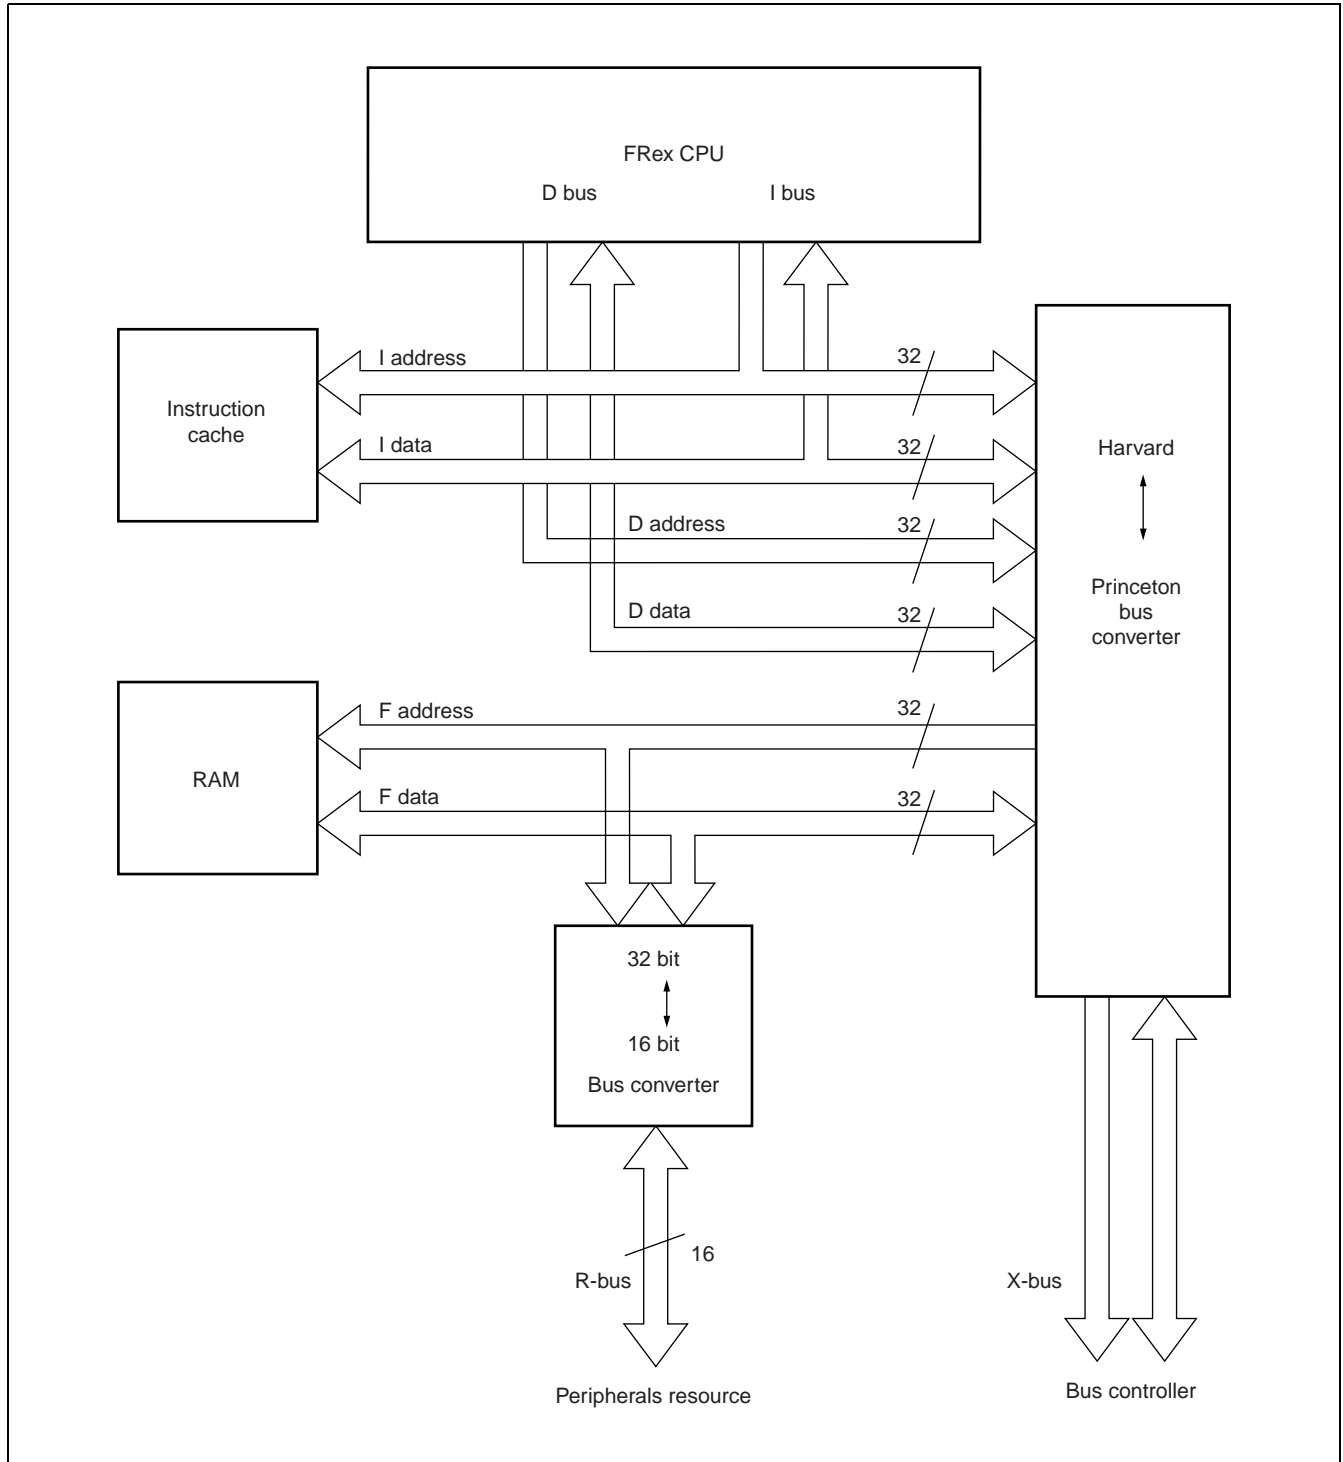 FRex CPU
D bus
I bus
I address
32
Instruction
cache
I data
32
Harvard
D address
32
Princeton
bus
converter
D data
32
F address
32
RAM
F data
32
32 bit
16 bit
Bus converter
16
R-bus
X-bus
Peripherals resource
Bus controller